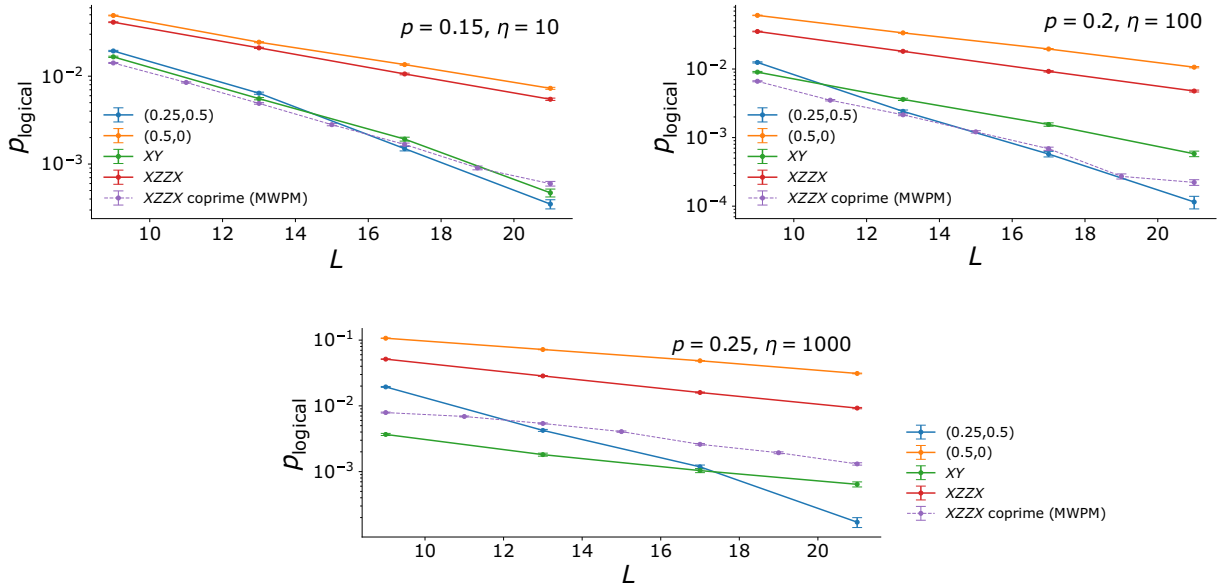 p = 0.15, η = 10
p_logical
10⁻²
10⁻³
(0.25,0.5)
(0.5,0)
XY
XZZX
XZZX coprime (MWPM)
10 12 14 16 18 20
L
p = 0.2, η = 100
p_logical
10⁻²
10⁻³
10⁻⁴
(0.25,0.5)
(0.5,0)
XY
XZZX
XZZX coprime (MWPM)
10 12 14 16 18 20
L
p = 0.25, η = 1000
p_logical
10⁻¹
10⁻²
10⁻³
10 12 14 16 18 20
L
(0.25,0.5)
(0.5,0)
XY
XZZX
XZZX coprime (MWPM)